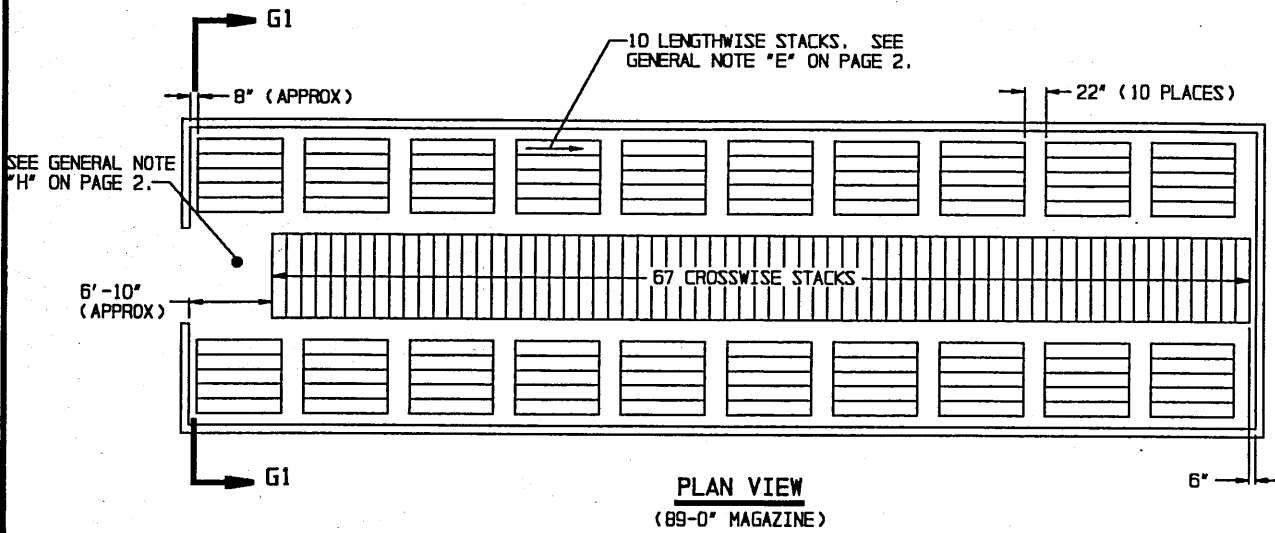 G1
10 LENGTHWISE STACKS. SEE
GENERAL NOTE "E" ON PAGE 2.
8" (APPROX)
22" (10 PLACES)
SEE GENERAL NOTE
"H" ON PAGE 2.
67 CROSSWISE STACKS
6'-10"
(APPROX)
G1
PLAN VIEW
(89-0" MAGAZINE)
6"